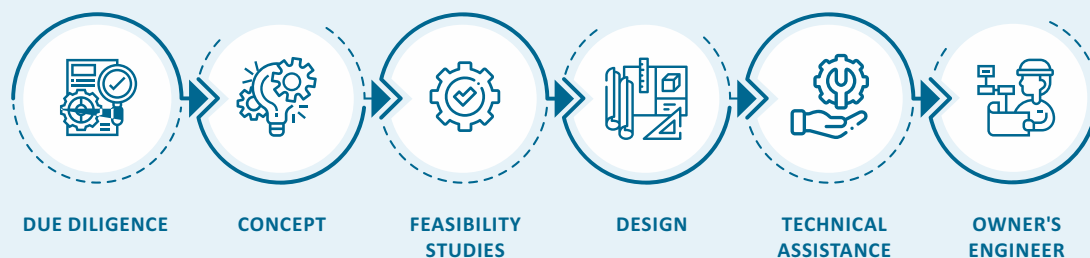 DUE DILIGENCE
CONCEPT
FEASIBILITY
STUDIES
DESIGN
TECHNICAL
ASSISTANCE
OWNER'S
ENGINEER